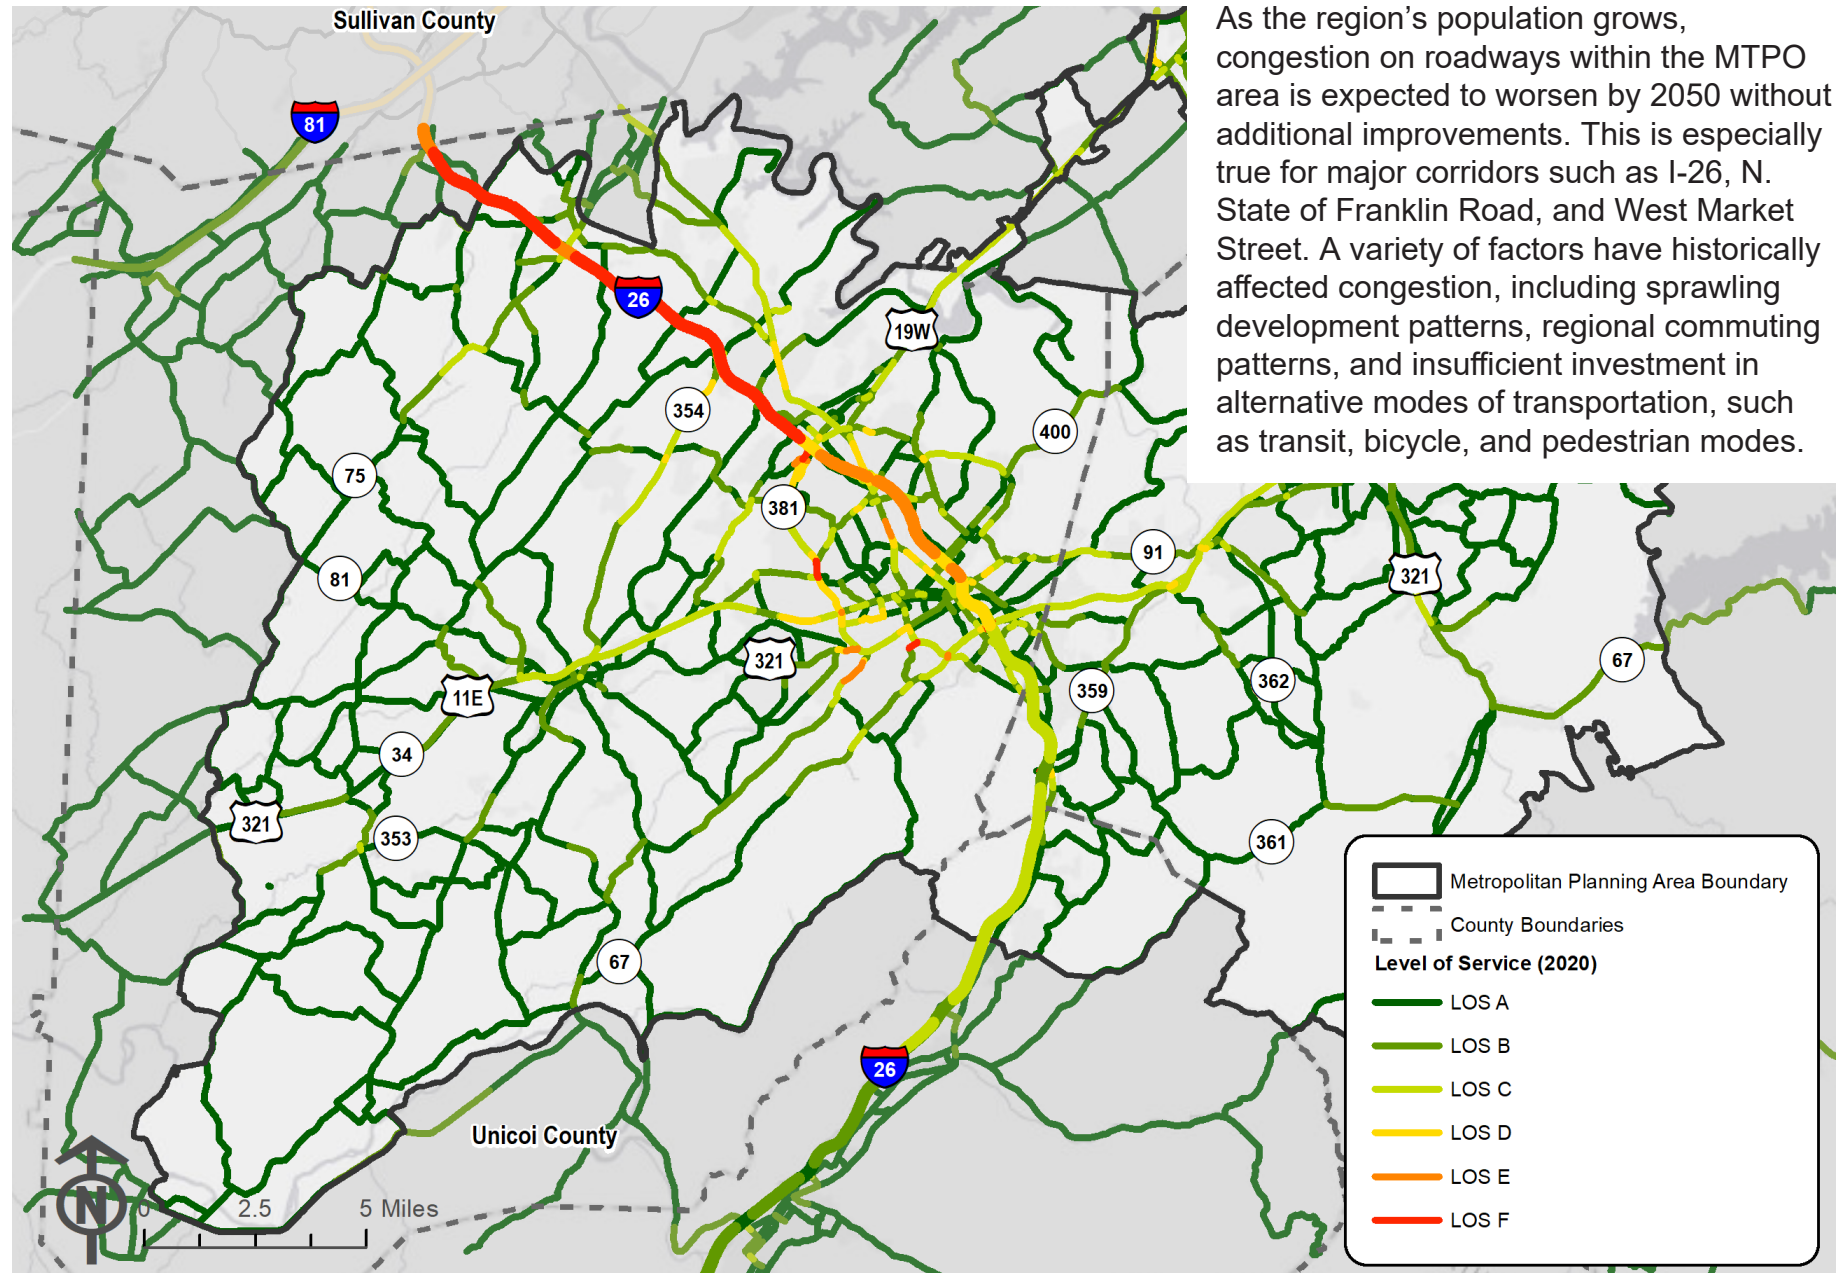 Sullivan County
As the region’s population grows,
congestion on roadways within the MTPO
area is expected to worsen by 2050 without
additional improvements. This is especially
true for major corridors such as I-26, N.
State of Franklin Road, and West Market
Street. A variety of factors have historically
affected congestion, including sprawling
development patterns, regional commuting
patterns, and insufficient investment in
alternative modes of transportation, such
as transit, bicycle, and pedestrian modes.
81
26
19W
354
400
75
381
91
81
321
321
67
11E
359
362
34
321
353
361
67
26
Unicoi County
N
0 2.5 5 Miles
Metropolitan Planning Area Boundary
County Boundaries
Level of Service (2020)
LOS A
LOS B
LOS C
LOS D
LOS E
LOS F